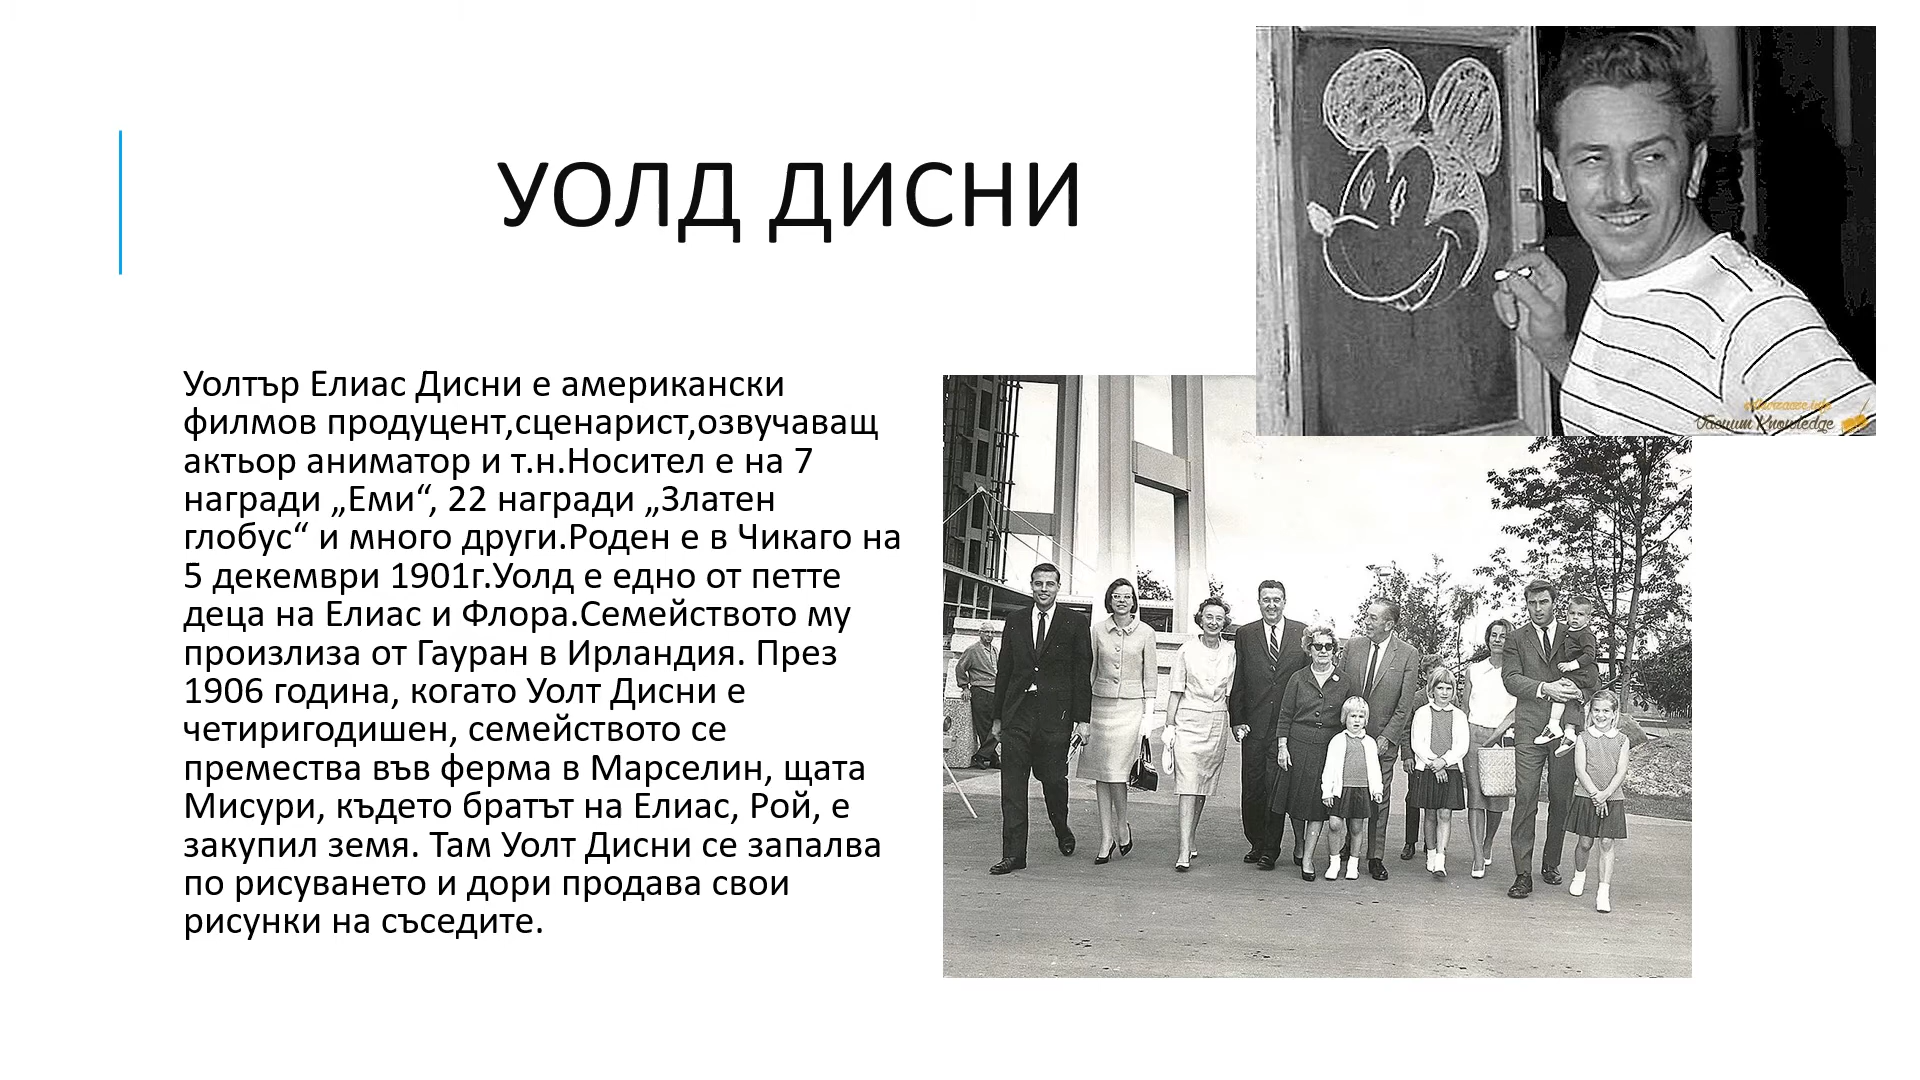 УОЛД ДИСНИ
Уолтър Елиас Дисни е американски
филмов продуцент,сценарист,озвучаващ
актьор аниматор и т.н.Носител е на 7
награди „Еми“, 22 награди „Златен
глобус“ и много други.Роден е в Чикаго на
5 декември 1901г.Уолд е едно от петте
деца на Елиас и Флора.Семейството му
произлиза от Гауран в Ирландия. През
1906 година, когато Уолт Дисни е
четиригодишен, семейството се
премества във ферма в Марселин, щата
Мисури, където братът на Елиас, Рой, е
закупил земя. Там Уолт Дисни се запалва
по рисуването и дори продава свои
рисунки на съседите.
Vacuum Knowledge